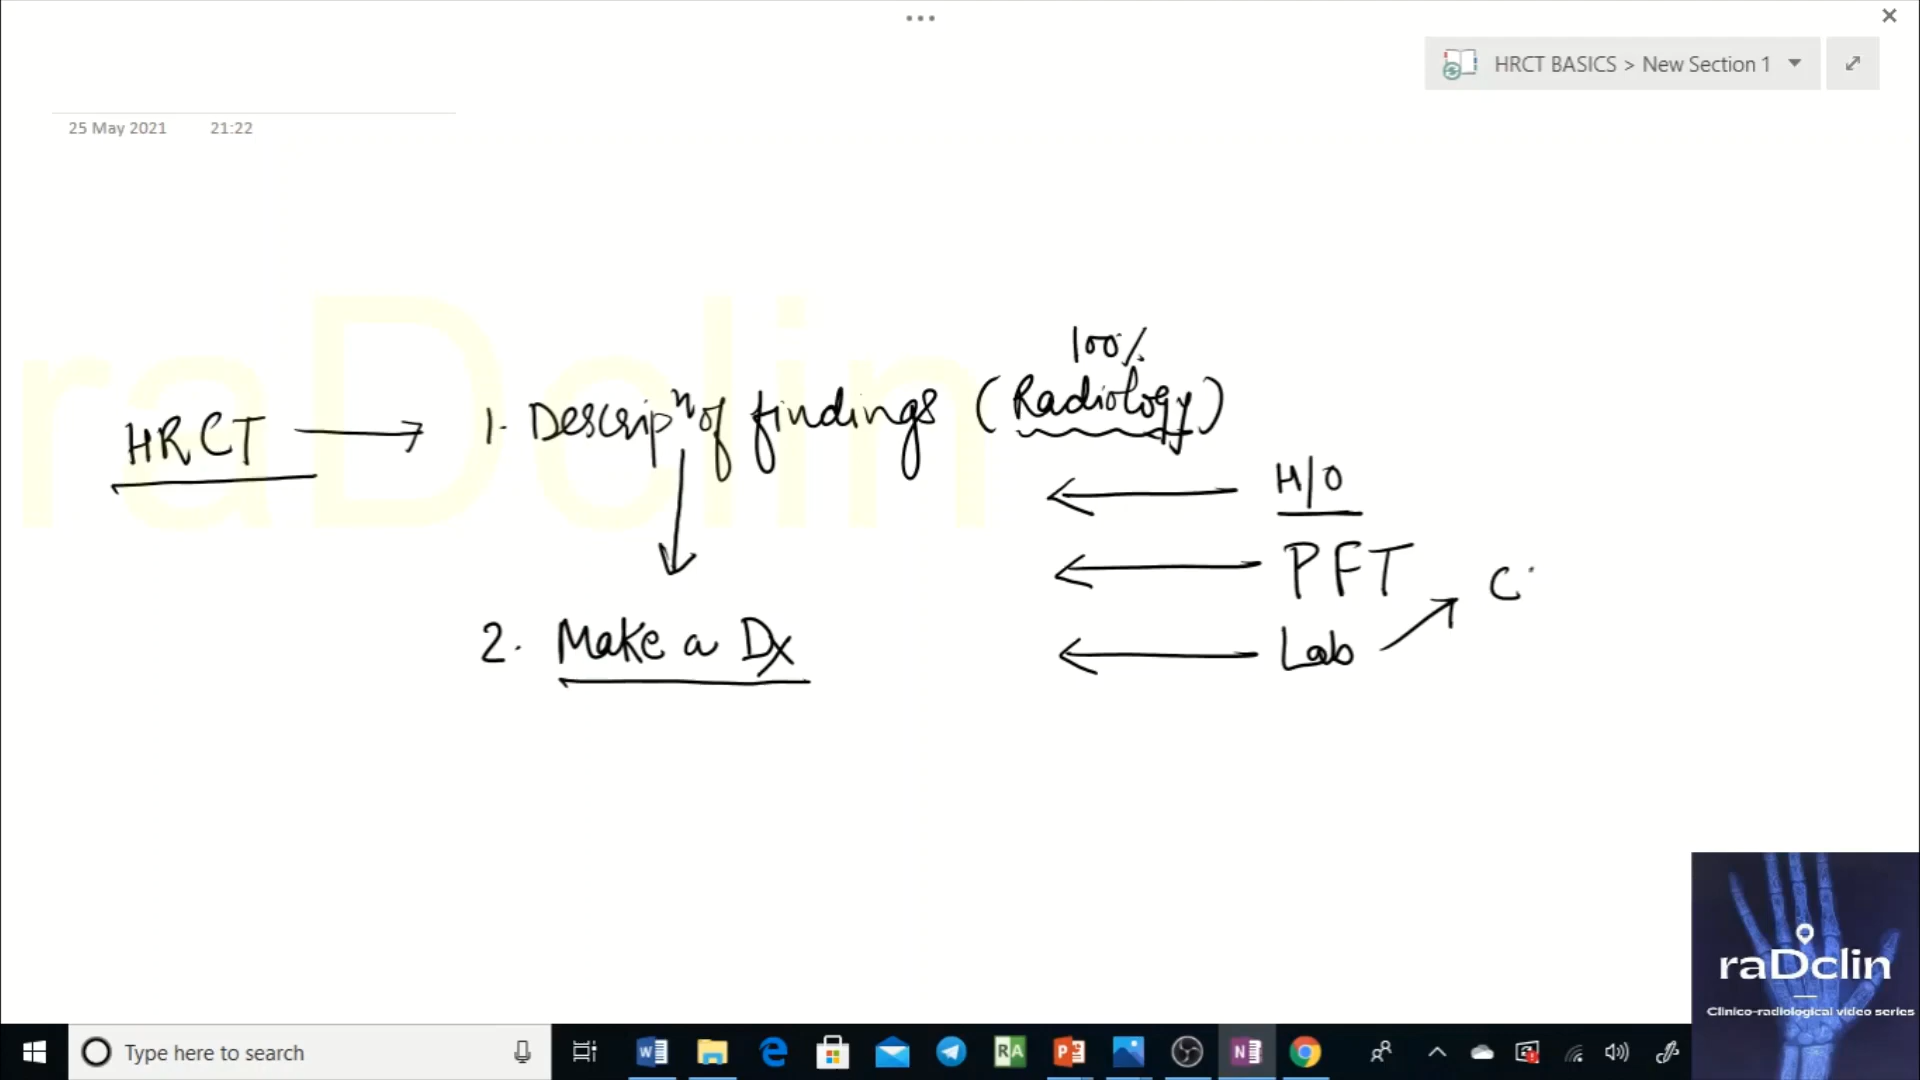 HRCT BASICS > New Section 1
25 May 2021 21:22
raDclin
100%
HRCT → 1. Descripⁿ of findings (Radiology)
← H/O
← PFT
2. Make a Dx ← Lab → C
raDclin
Clinico-radiological video series
Type here to search